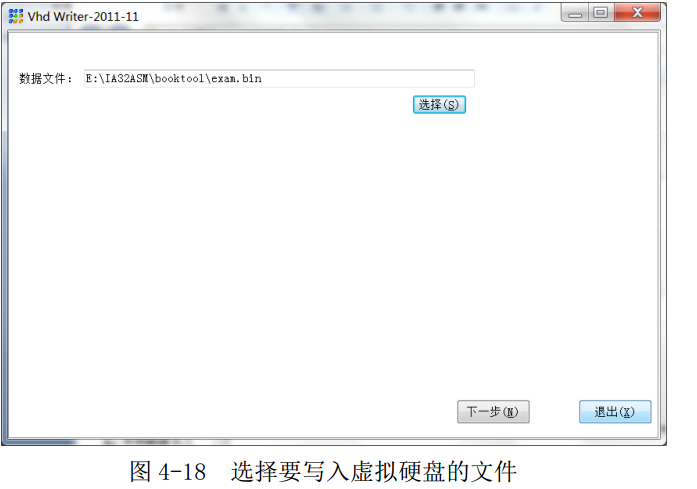 Vhd Writer-2011-11
数据文件： E:\IA32ASM\booktool\exam.bin
选择(S)
下一步(N) 退出(X)
图 4-18 选择要写入虚拟硬盘的文件